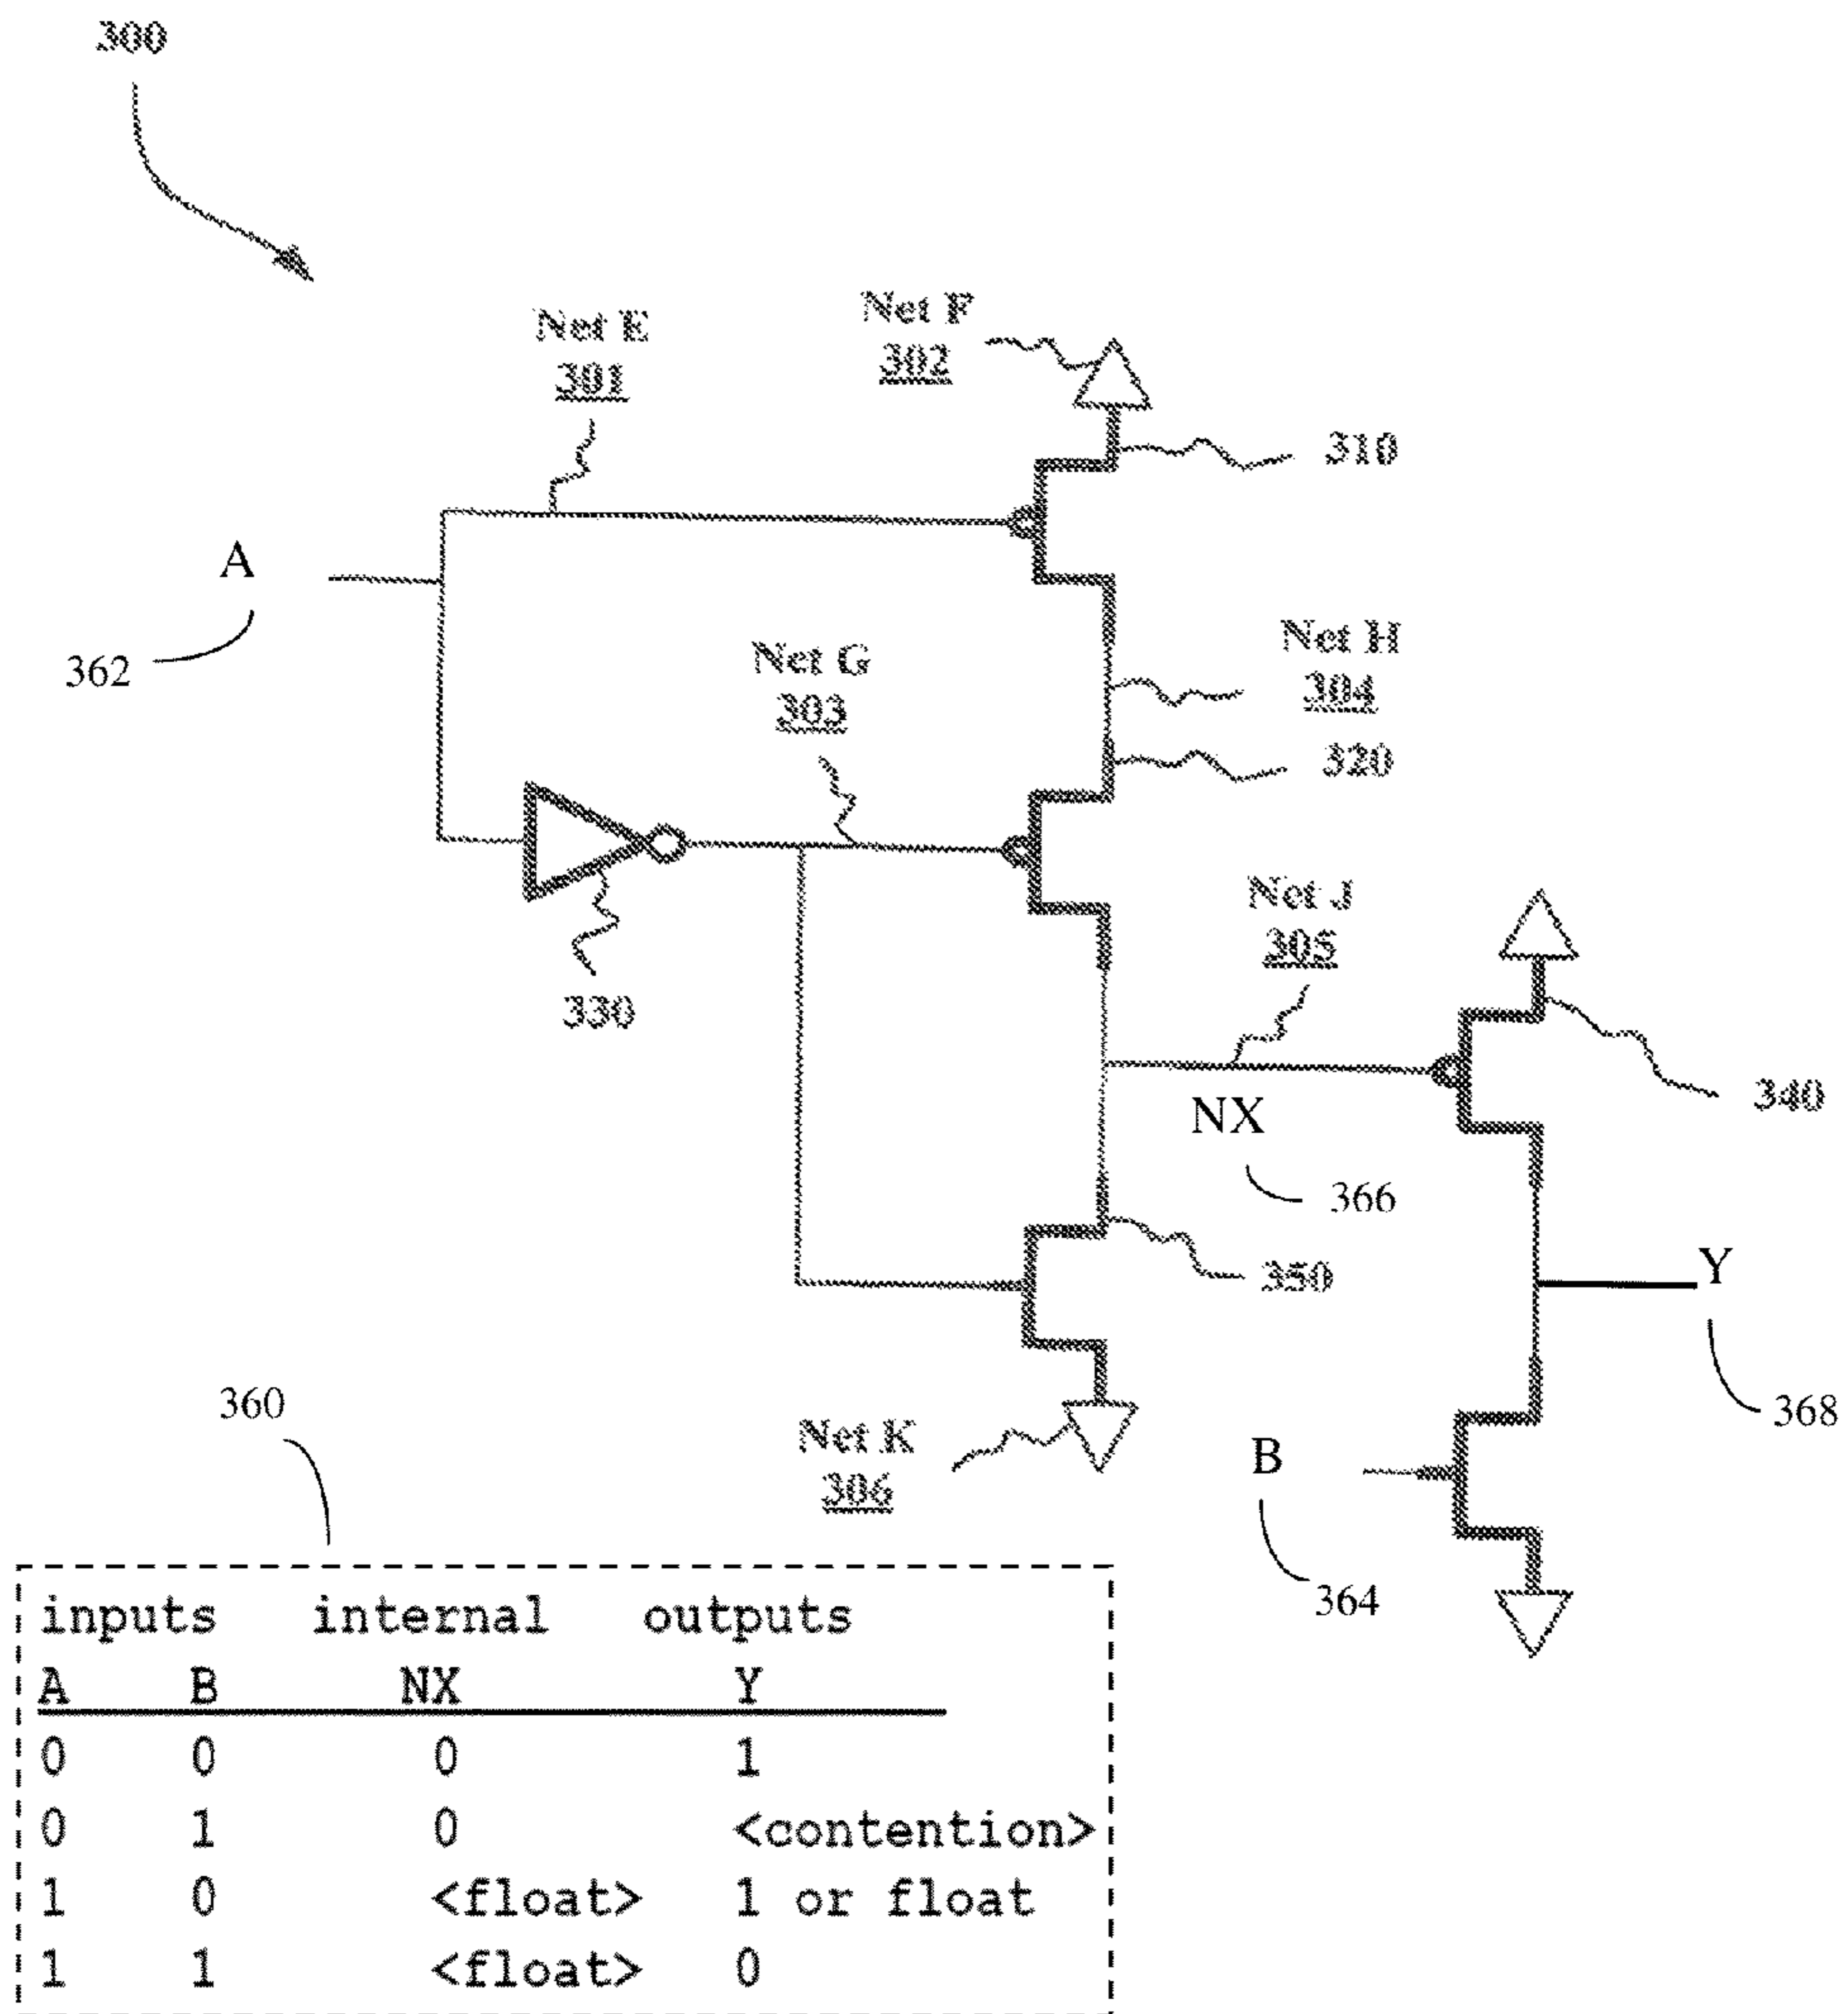 300
Net E
301
Net F
302
310
A
362
Net G
303
Net H
304
320
330
Net J
305
340
NX
366
350
Y
368
360
Net K
306
B
364
inputs internal outputs
A B NX Y
0 0 0 1
0 1 0 <contention>
1 0 <float> 1 or float
1 1 <float> 0